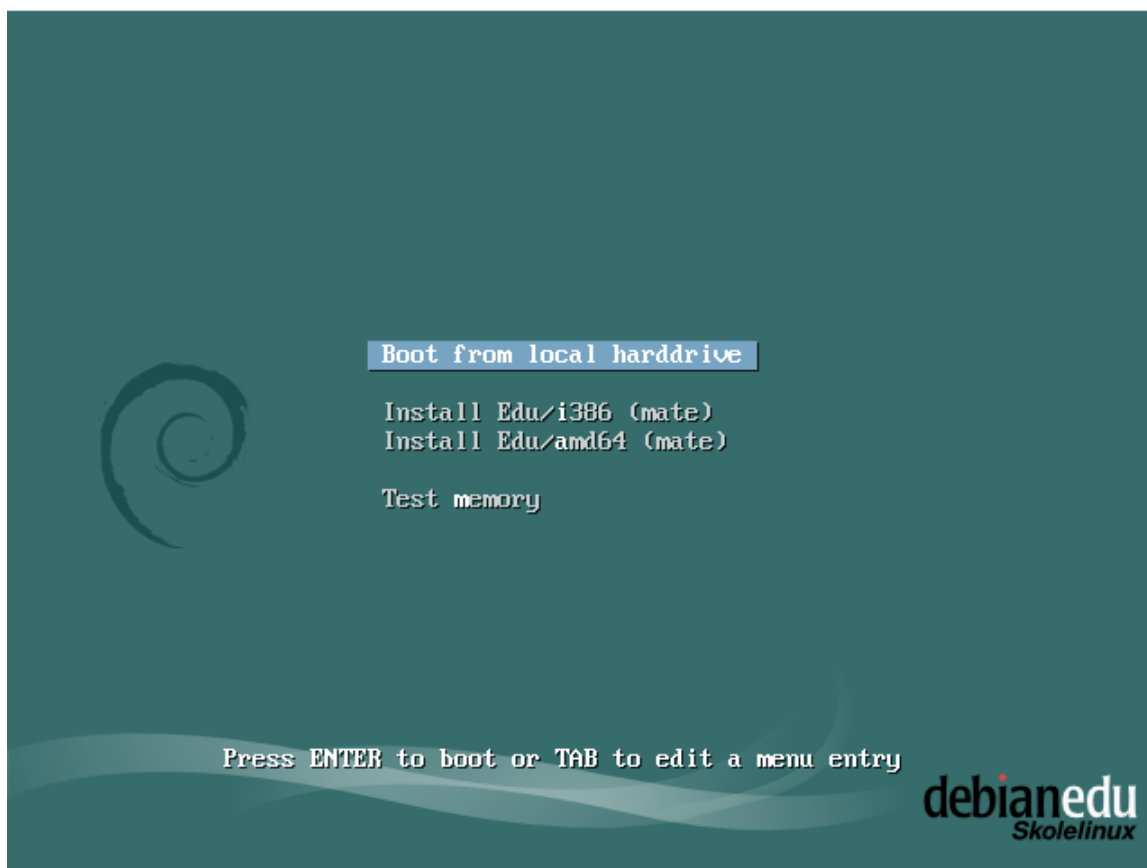 Boot from local harddrive
Install Edu/i386 (mate)
Install Edu/amd64 (mate)
Test memory
Press ENTER to boot or TAB to edit a menu entry
debianedu
Skolelinux